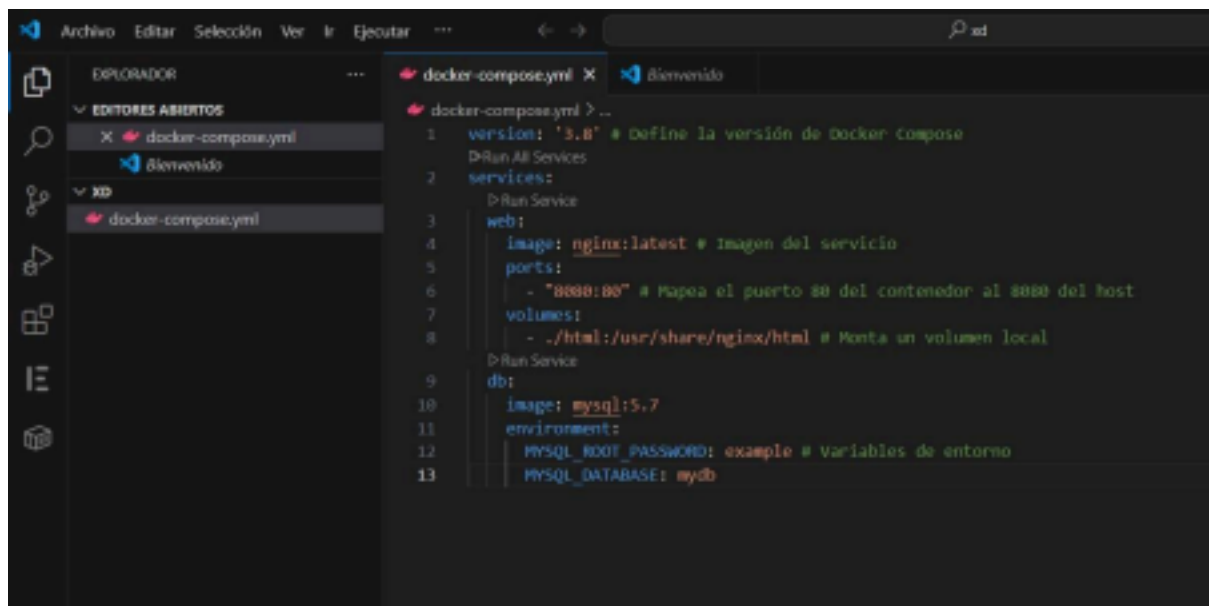 Archivo Editar Selección Ver Ir Ejecutar ··· xd
EXPLORADOR ···
EDITORES ABIERTOS
docker-compose.yml
Bienvenido
XD
docker-compose.yml
docker-compose.yml Bienvenido
docker-compose.yml > ...
1 version: '3.8' # Define la versión de Docker Compose
Run All Services
2 services:
Run Service
3 web:
4 image: nginx:latest # Imagen del servicio
5 ports:
6 - "8080:80" # Mapea el puerto 80 del contenedor al 8080 del host
7 volumes:
8 - ./html:/usr/share/nginx/html # Monta un volumen local
Run Service
9 db:
10 image: mysql:5.7
11 environment:
12 MYSQL_ROOT_PASSWORD: example # Variables de entorno
13 MYSQL_DATABASE: mydb